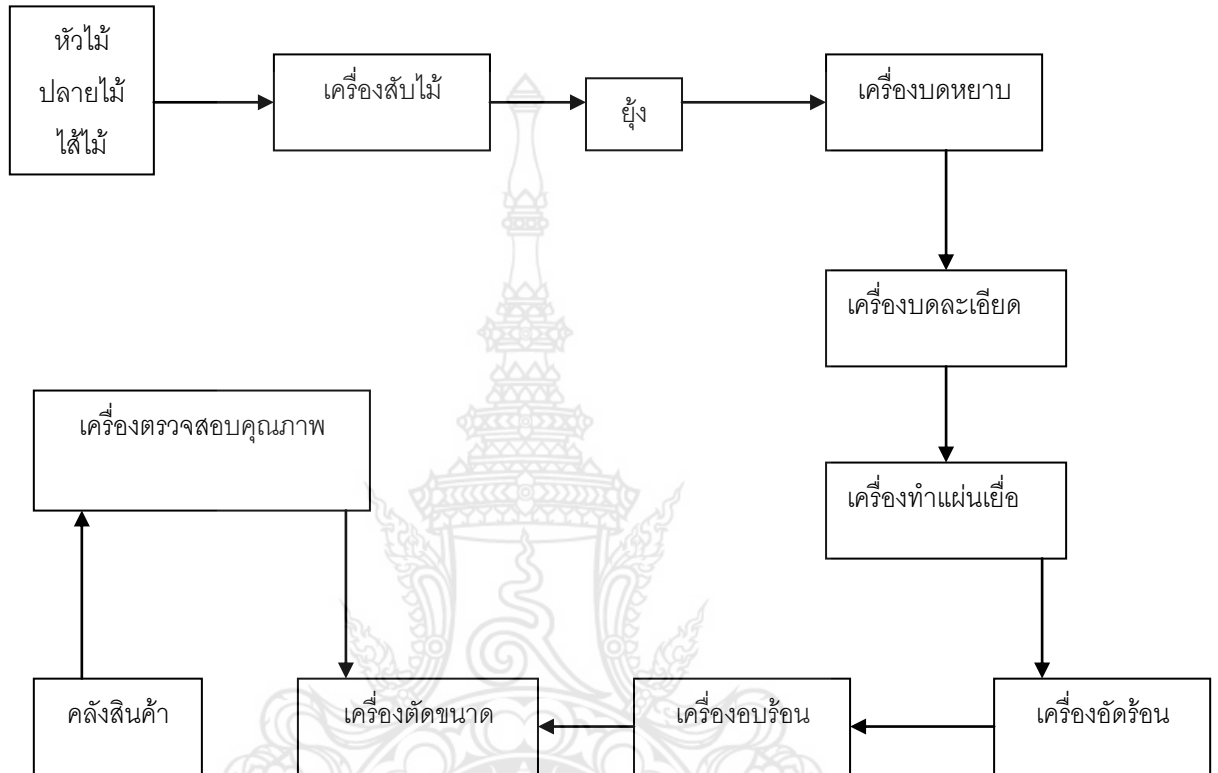 หัวไม้
ปลายไม้
ไส้ไม้
เครื่องสับไม้
ยุ้ง
เครื่องบดหยาบ
เครื่องบดละเอียด
เครื่องตรวจสอบคุณภาพ
เครื่องทำแผ่นเยื่อ
คลังสินค้า
เครื่องตัดขนาด
เครื่องอบร้อน
เครื่องอัดร้อน